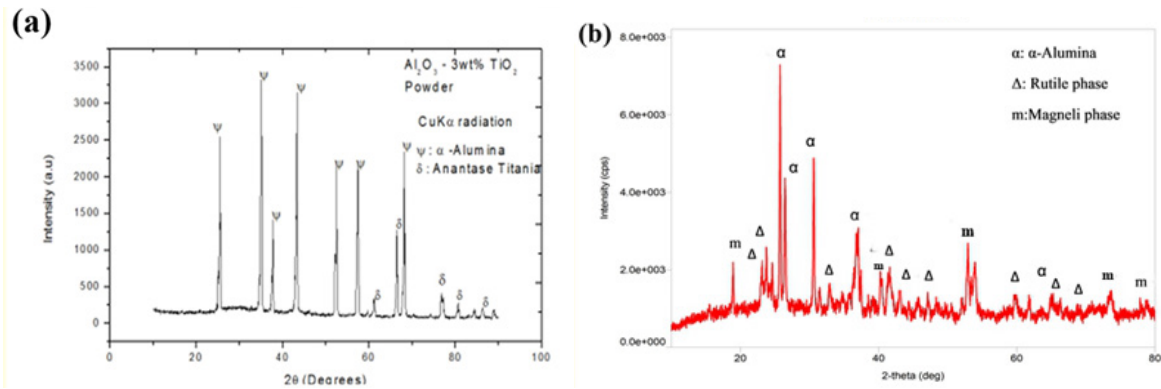 (a)
Al₂O₃ - 3wt% TiO₂
Powder
CuKα radiation
Ψ : α -Alumina
δ : Anantase Titania
Ψ
Ψ
Ψ
Ψ
Ψ
Ψ
Ψ
δ
δ
δ
δ
δ
3500
3000
2500
2000
1500
1000
500
0
Intensity (a.u)
0
20
40
60
80
100
2θ (Degrees)
(b)
α: α-Alumina
Δ: Rutile phase
m:Magneli phase
8.0e+003
6.0e+003
4.0e+003
2.0e+003
0.0e+000
Intensity (cps)
m
Δ
Δ
α
α
α
Δ
α
m
Δ
Δ
Δ
m
Δ
α
Δ
Δ
m
m
20
40
60
80
2-theta (deg)